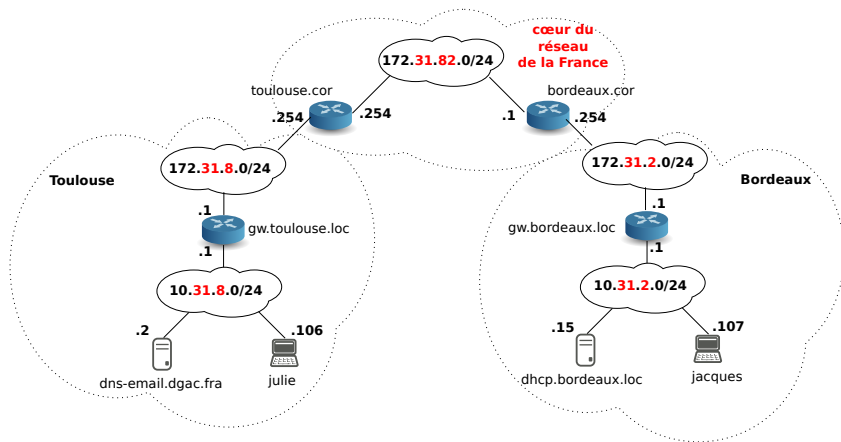 cœur du
réseau
de la France
172.31.82.0/24
toulouse.cor
bordeaux.cor
.254
.254
.1
.254
172.31.8.0/24
172.31.2.0/24
Toulouse
Bordeaux
.1
gw.toulouse.loc
.1
.1
gw.bordeaux.loc
.1
10.31.8.0/24
10.31.2.0/24
.2
.106
.15
.107
dns-email.dgac.fra
julie
dhcp.bordeaux.loc
jacques